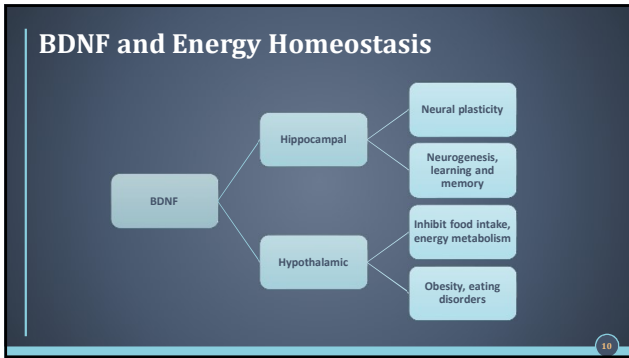 BDNF and Energy Homeostasis
BDNF
Hippocampal
Neural plasticity
Neurogenesis,
learning and
memory
Hypothalamic
Inhibit food intake,
energy metabolism
Obesity, eating
disorders
10